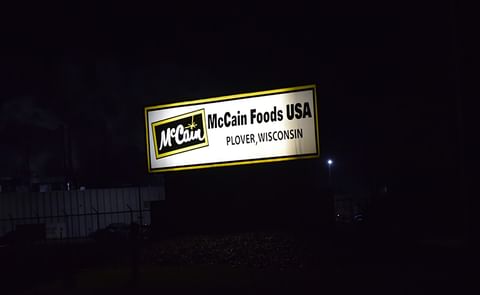 McCain
McCain Foods USA
PLOVER, WISCONSIN